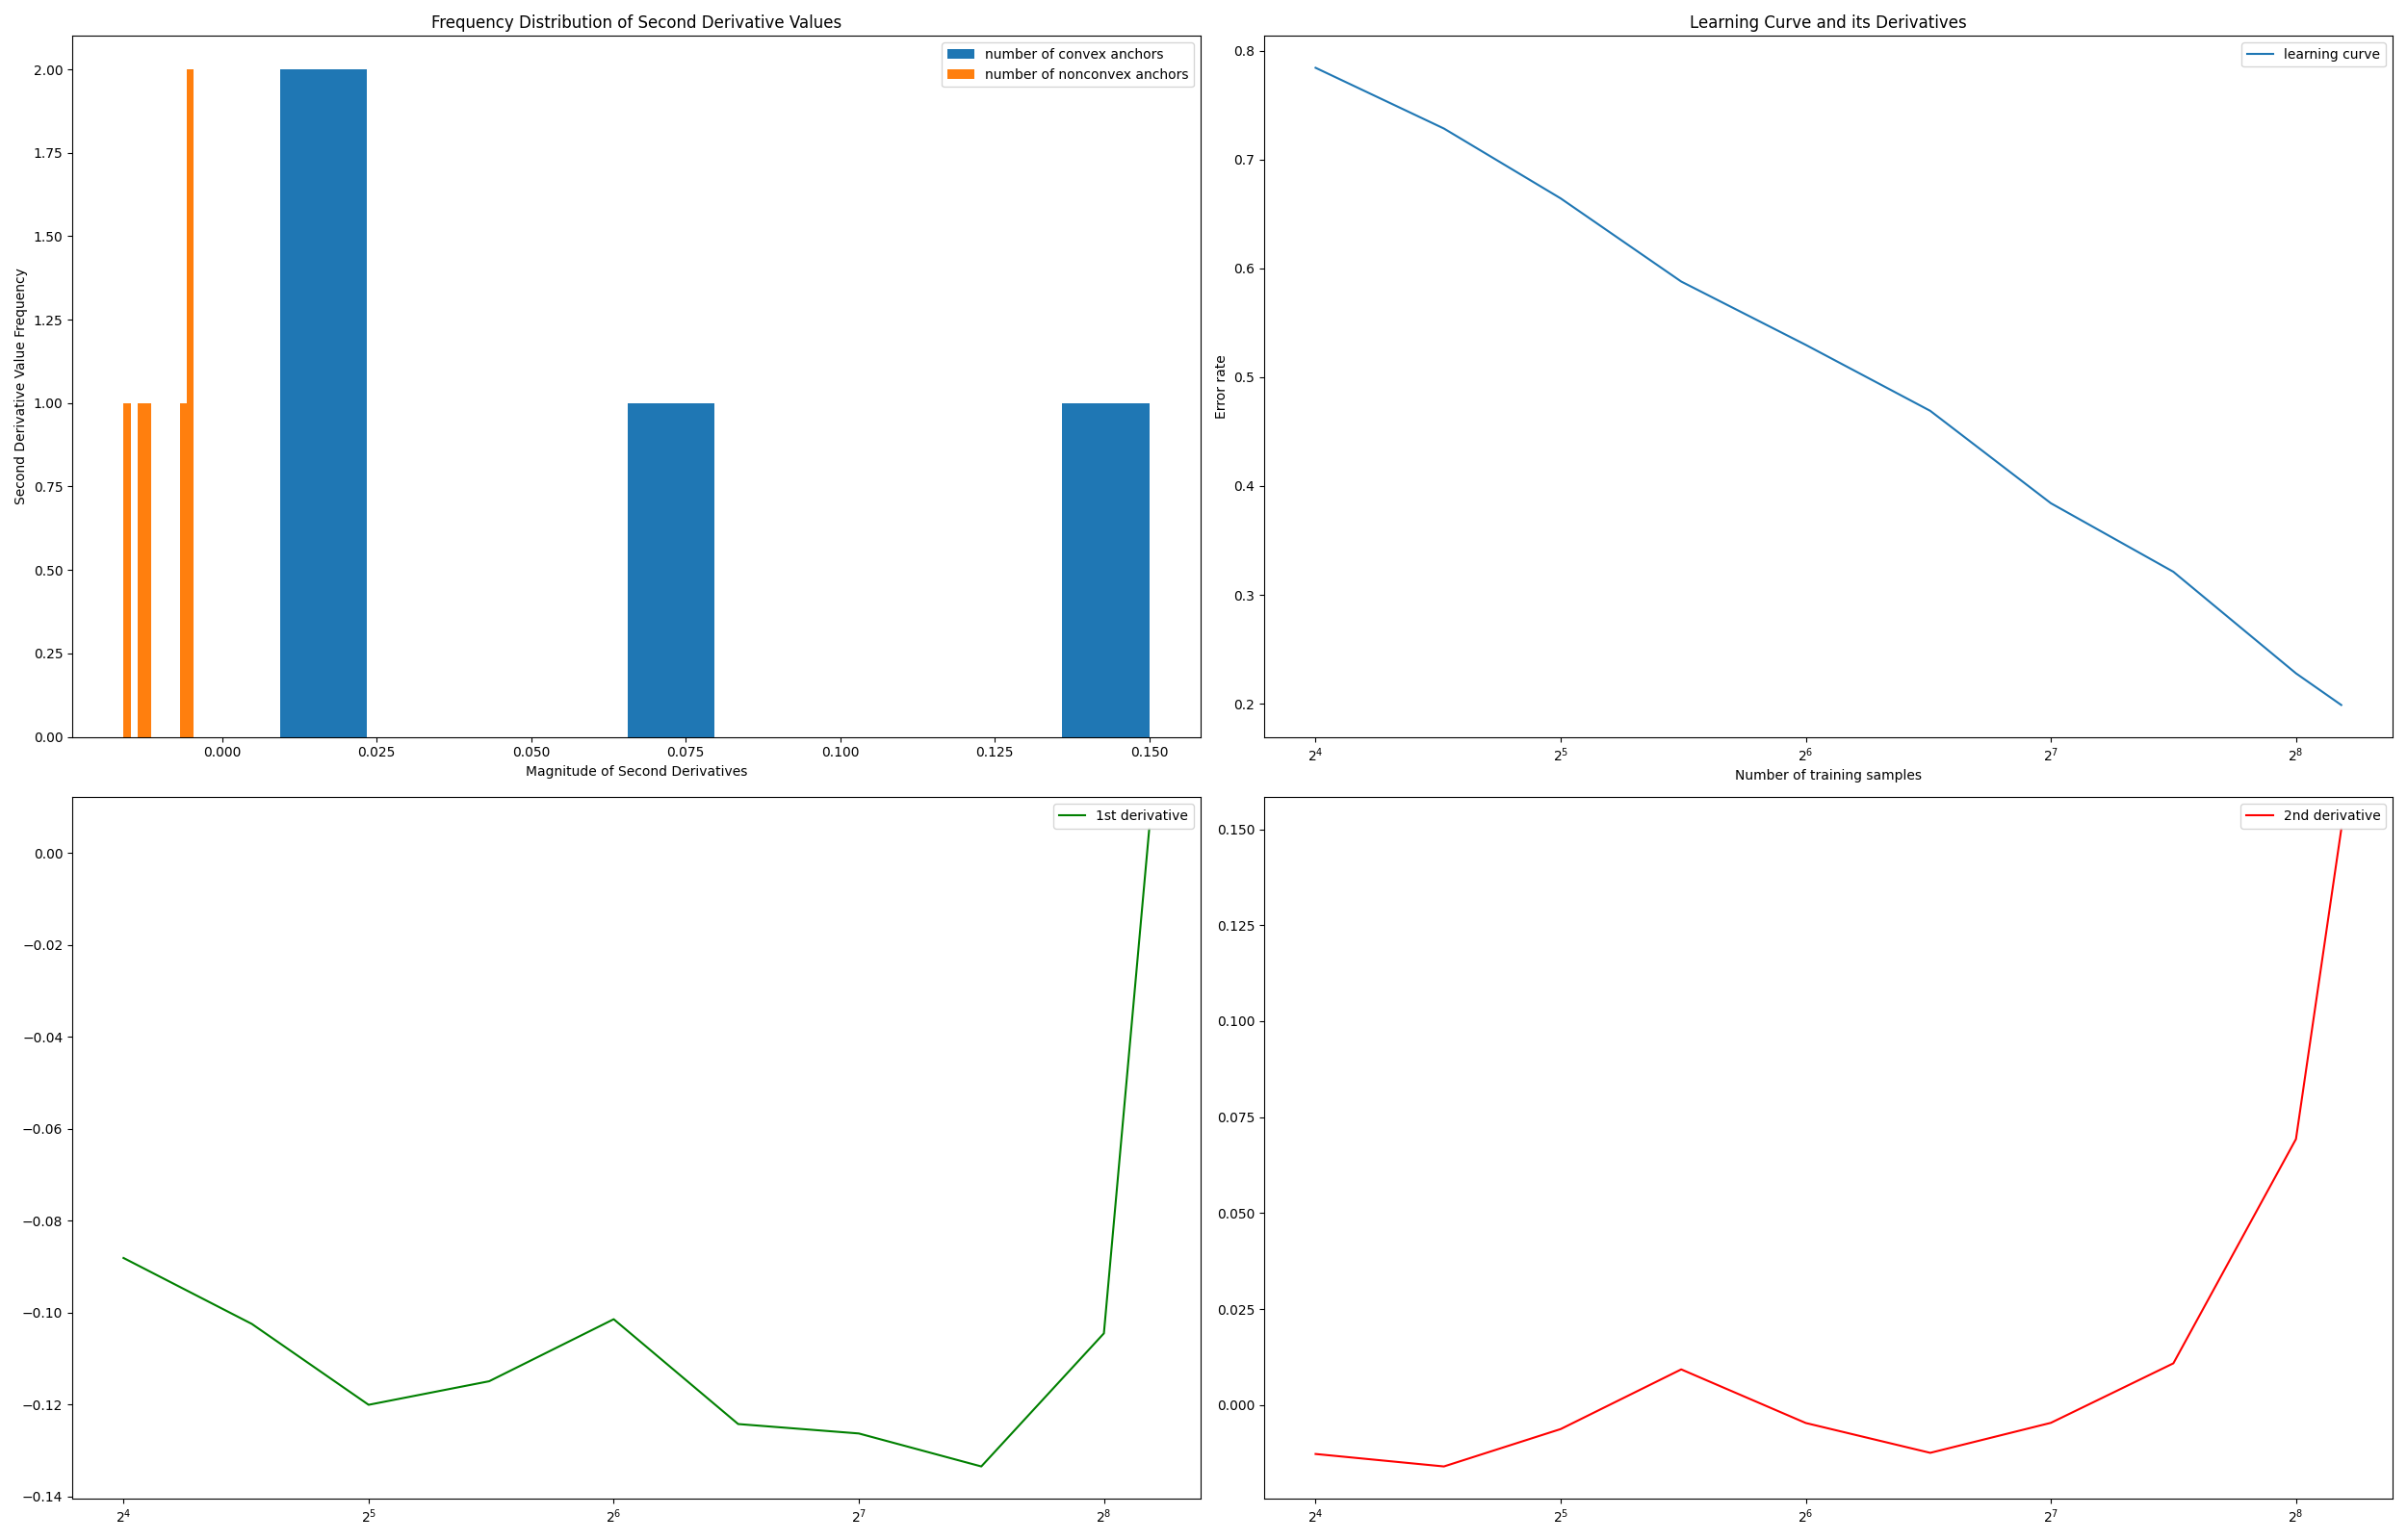 Frequency Distribution of Second Derivative Values
number of convex anchors
number of nonconvex anchors
Second Derivative Value Frequency
2.00
1.75
1.50
1.25
1.00
0.75
0.50
0.25
0.00
0.000 0.025 0.050 0.075 0.100 0.125 0.150
Magnitude of Second Derivatives
Learning Curve and its Derivatives
learning curve
Error rate
0.8
0.7
0.6
0.5
0.4
0.3
0.2
2⁴ 2⁵ 2⁶ 2⁷ 2⁸
Number of training samples
1st derivative
0.00
−0.02
−0.04
−0.06
−0.08
−0.10
−0.12
−0.14
2⁴ 2⁵ 2⁶ 2⁷ 2⁸
2nd derivative
0.150
0.125
0.100
0.075
0.050
0.025
0.000
2⁴ 2⁵ 2⁶ 2⁷ 2⁸